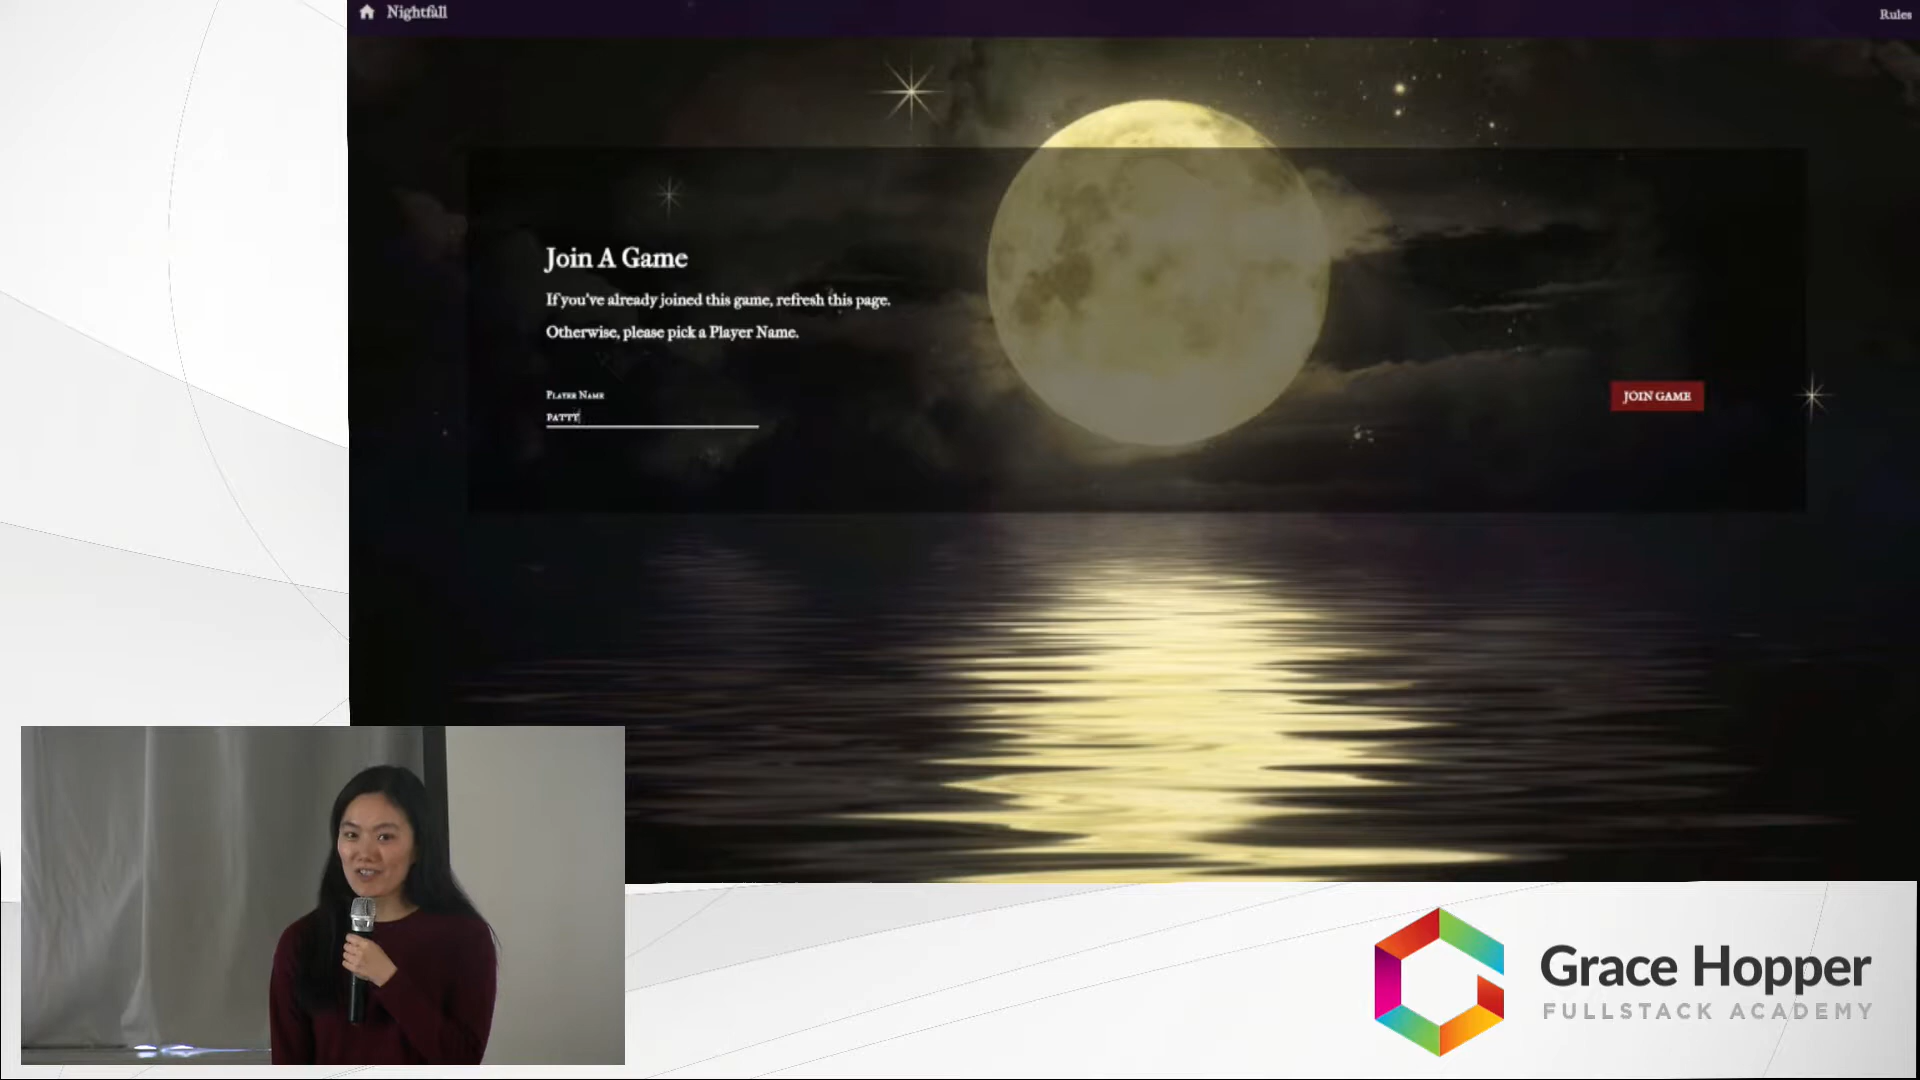 Nightfall
Rules
Join A Game
If you've already joined this game, refresh this page.
Otherwise, please pick a Player Name.
Player Name
PATTY
JOIN GAME
Grace Hopper
FULLSTACK ACADEMY